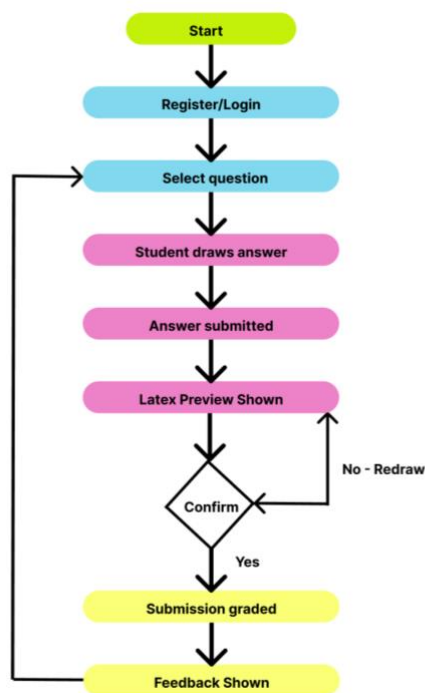 Start
Register/Login
Select question
Student draws answer
Answer submitted
Latex Preview Shown
No - Redraw
Confirm
Yes
Submission graded
Feedback Shown